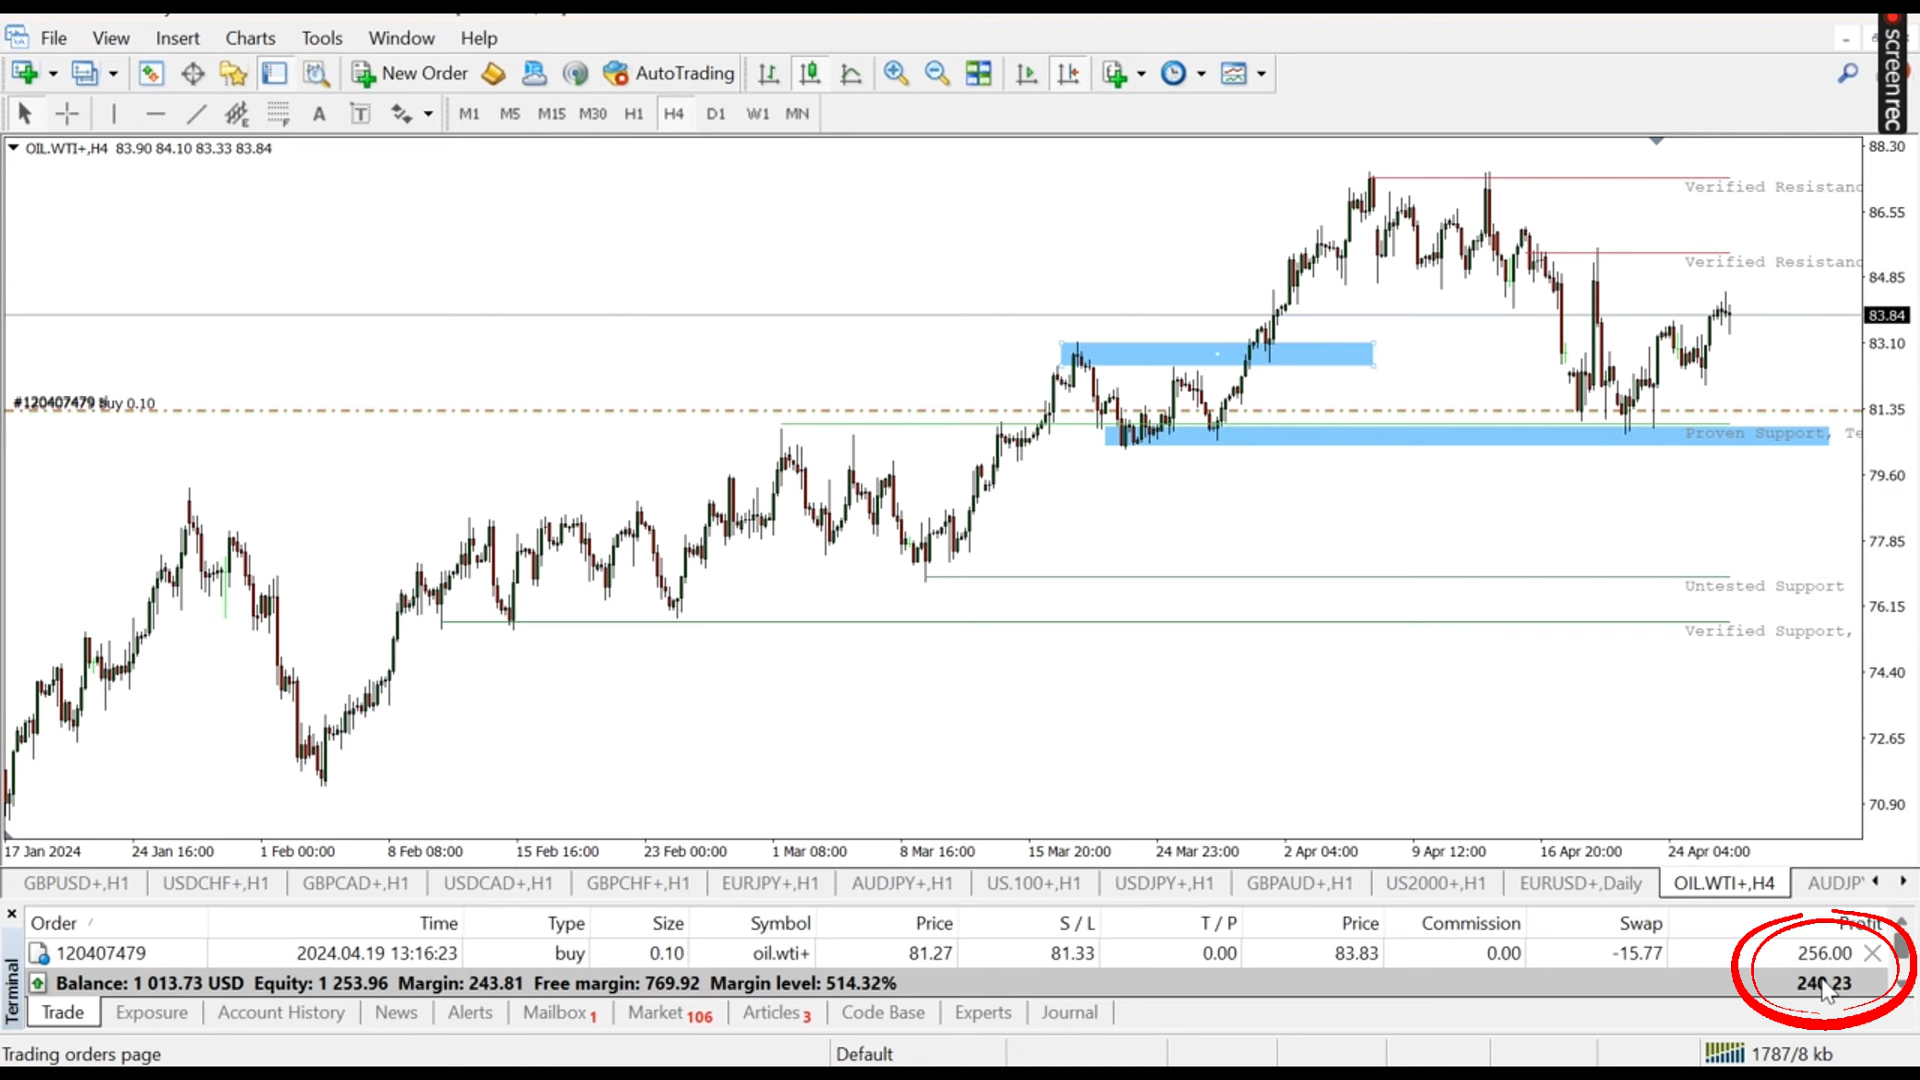 File View Insert Charts Tools Window Help
New Order AutoTrading
screen rec
A T M1 M5 M15 M30 H1 H4 D1 W1 MN
OIL.WTI+,H4 83.90 84.10 83.33 83.84
88.30
Verified Resistanc
86.55
Verified Resistanc
84.85
83.84
83.10
#120407479 buy 0.10
81.35
Proven Support, Te
79.60
77.85
Untested Support
76.15
Verified Support,
74.40
72.65
70.90
17 Jan 2024 24 Jan 16:00 1 Feb 00:00 8 Feb 08:00 15 Feb 16:00 23 Feb 00:00 1 Mar 08:00 8 Mar 16:00 15 Mar 20:00 24 Mar 23:00 2 Apr 04:00 9 Apr 12:00 16 Apr 20:00 24 Apr 04:00
GBPUSD+,H1 USDCHF+,H1 GBPCAD+,H1 USDCAD+,H1 GBPCHF+,H1 EURJPY+,H1 AUDJPY+,H1 US.100+,H1 USDJPY+,H1 GBPAUD+,H1 US2000+,H1 EURUSD+,Daily OIL.WTI+,H4 AUDJP
Order / Time Type Size Symbol Price S / L T / P Price Commission Swap Profit
120407479 2024.04.19 13:16:23 buy 0.10 oil.wti+ 81.27 81.33 0.00 83.83 0.00 -15.77 256.00
Balance: 1 013.73 USD Equity: 1 253.96 Margin: 243.81 Free margin: 769.92 Margin level: 514.32% 240.23
Terminal
Trade Exposure Account History News Alerts Mailbox 1 Market 106 Articles 3 Code Base Experts Journal
Trading orders page Default 1787/8 kb